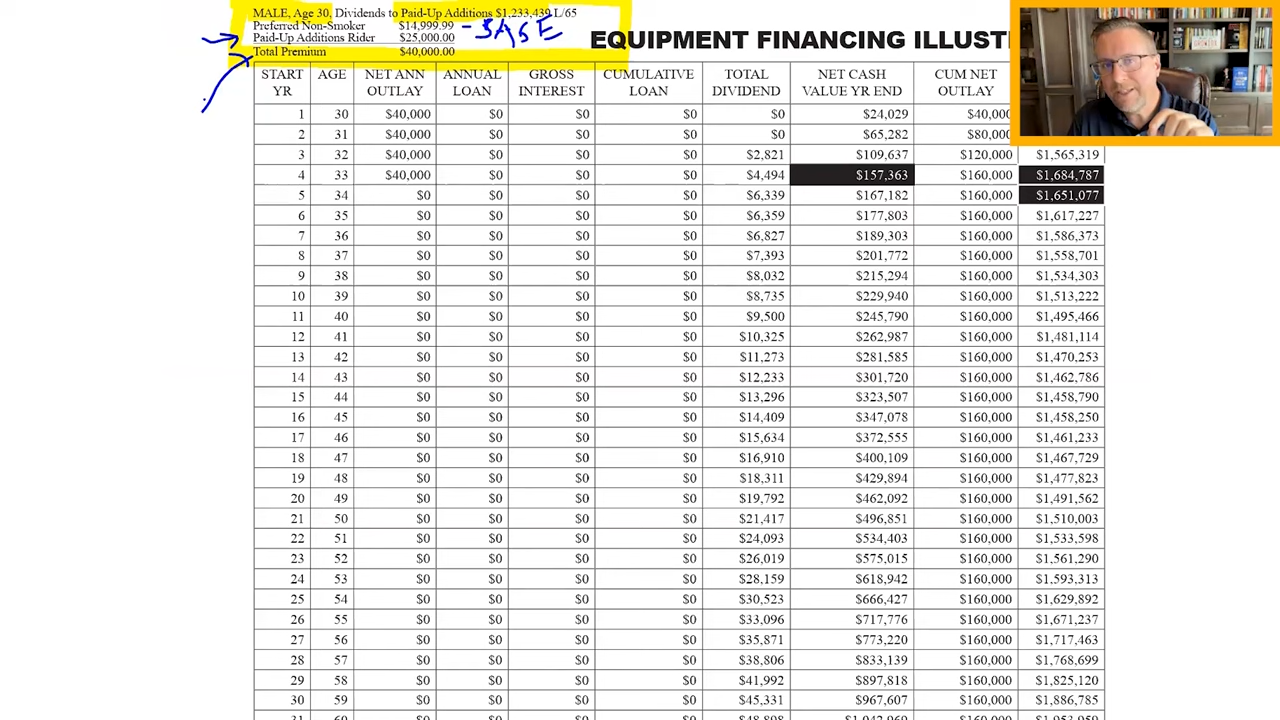 MALE, Age 30, Dividends to Paid-Up Additions $1,233,439 L/65
Preferred Non-Smoker $14,999.99 - BASE
Paid-Up Additions Rider $25,000.00
Total Premium $40,000.00
EQUIPMENT FINANCING ILLUST
START YR AGE NET ANN OUTLAY ANNUAL LOAN GROSS INTEREST CUMULATIVE LOAN TOTAL DIVIDEND NET CASH VALUE YR END CUM NET OUTLAY
1 30 $40,000 $0 $0 $0 $0 $24,029 $40,000
2 31 $40,000 $0 $0 $0 $0 $65,282 $80,000
3 32 $40,000 $0 $0 $0 $2,821 $109,637 $120,000 $1,565,319
4 33 $40,000 $0 $0 $0 $4,494 $157,363 $160,000 $1,684,787
5 34 $0 $0 $0 $0 $6,339 $167,182 $160,000 $1,651,077
6 35 $0 $0 $0 $0 $6,359 $177,803 $160,000 $1,617,227
7 36 $0 $0 $0 $0 $6,827 $189,303 $160,000 $1,586,373
8 37 $0 $0 $0 $0 $7,393 $201,772 $160,000 $1,558,701
9 38 $0 $0 $0 $0 $8,032 $215,294 $160,000 $1,534,303
10 39 $0 $0 $0 $0 $8,735 $229,940 $160,000 $1,513,222
11 40 $0 $0 $0 $0 $9,500 $245,790 $160,000 $1,495,466
12 41 $0 $0 $0 $0 $10,325 $262,987 $160,000 $1,481,114
13 42 $0 $0 $0 $0 $11,273 $281,585 $160,000 $1,470,253
14 43 $0 $0 $0 $0 $12,233 $301,720 $160,000 $1,462,786
15 44 $0 $0 $0 $0 $13,296 $323,507 $160,000 $1,458,790
16 45 $0 $0 $0 $0 $14,409 $347,078 $160,000 $1,458,250
17 46 $0 $0 $0 $0 $15,634 $372,555 $160,000 $1,461,233
18 47 $0 $0 $0 $0 $16,910 $400,109 $160,000 $1,467,729
19 48 $0 $0 $0 $0 $18,311 $429,894 $160,000 $1,477,823
20 49 $0 $0 $0 $0 $19,792 $462,092 $160,000 $1,491,562
21 50 $0 $0 $0 $0 $21,417 $496,851 $160,000 $1,510,003
22 51 $0 $0 $0 $0 $24,093 $534,403 $160,000 $1,533,598
23 52 $0 $0 $0 $0 $26,019 $575,015 $160,000 $1,561,290
24 53 $0 $0 $0 $0 $28,159 $618,942 $160,000 $1,593,313
25 54 $0 $0 $0 $0 $30,523 $666,427 $160,000 $1,629,892
26 55 $0 $0 $0 $0 $33,096 $717,776 $160,000 $1,671,237
27 56 $0 $0 $0 $0 $35,871 $773,220 $160,000 $1,717,463
28 57 $0 $0 $0 $0 $38,806 $833,139 $160,000 $1,768,699
29 58 $0 $0 $0 $0 $41,992 $897,818 $160,000 $1,825,120
30 59 $0 $0 $0 $0 $45,331 $967,607 $160,000 $1,886,785